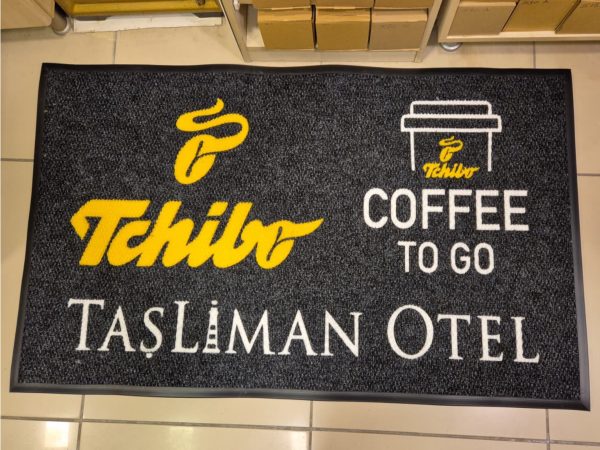 Tchibo
Tchibo
COFFEE
TO GO
TAŞLİMAN OTEL